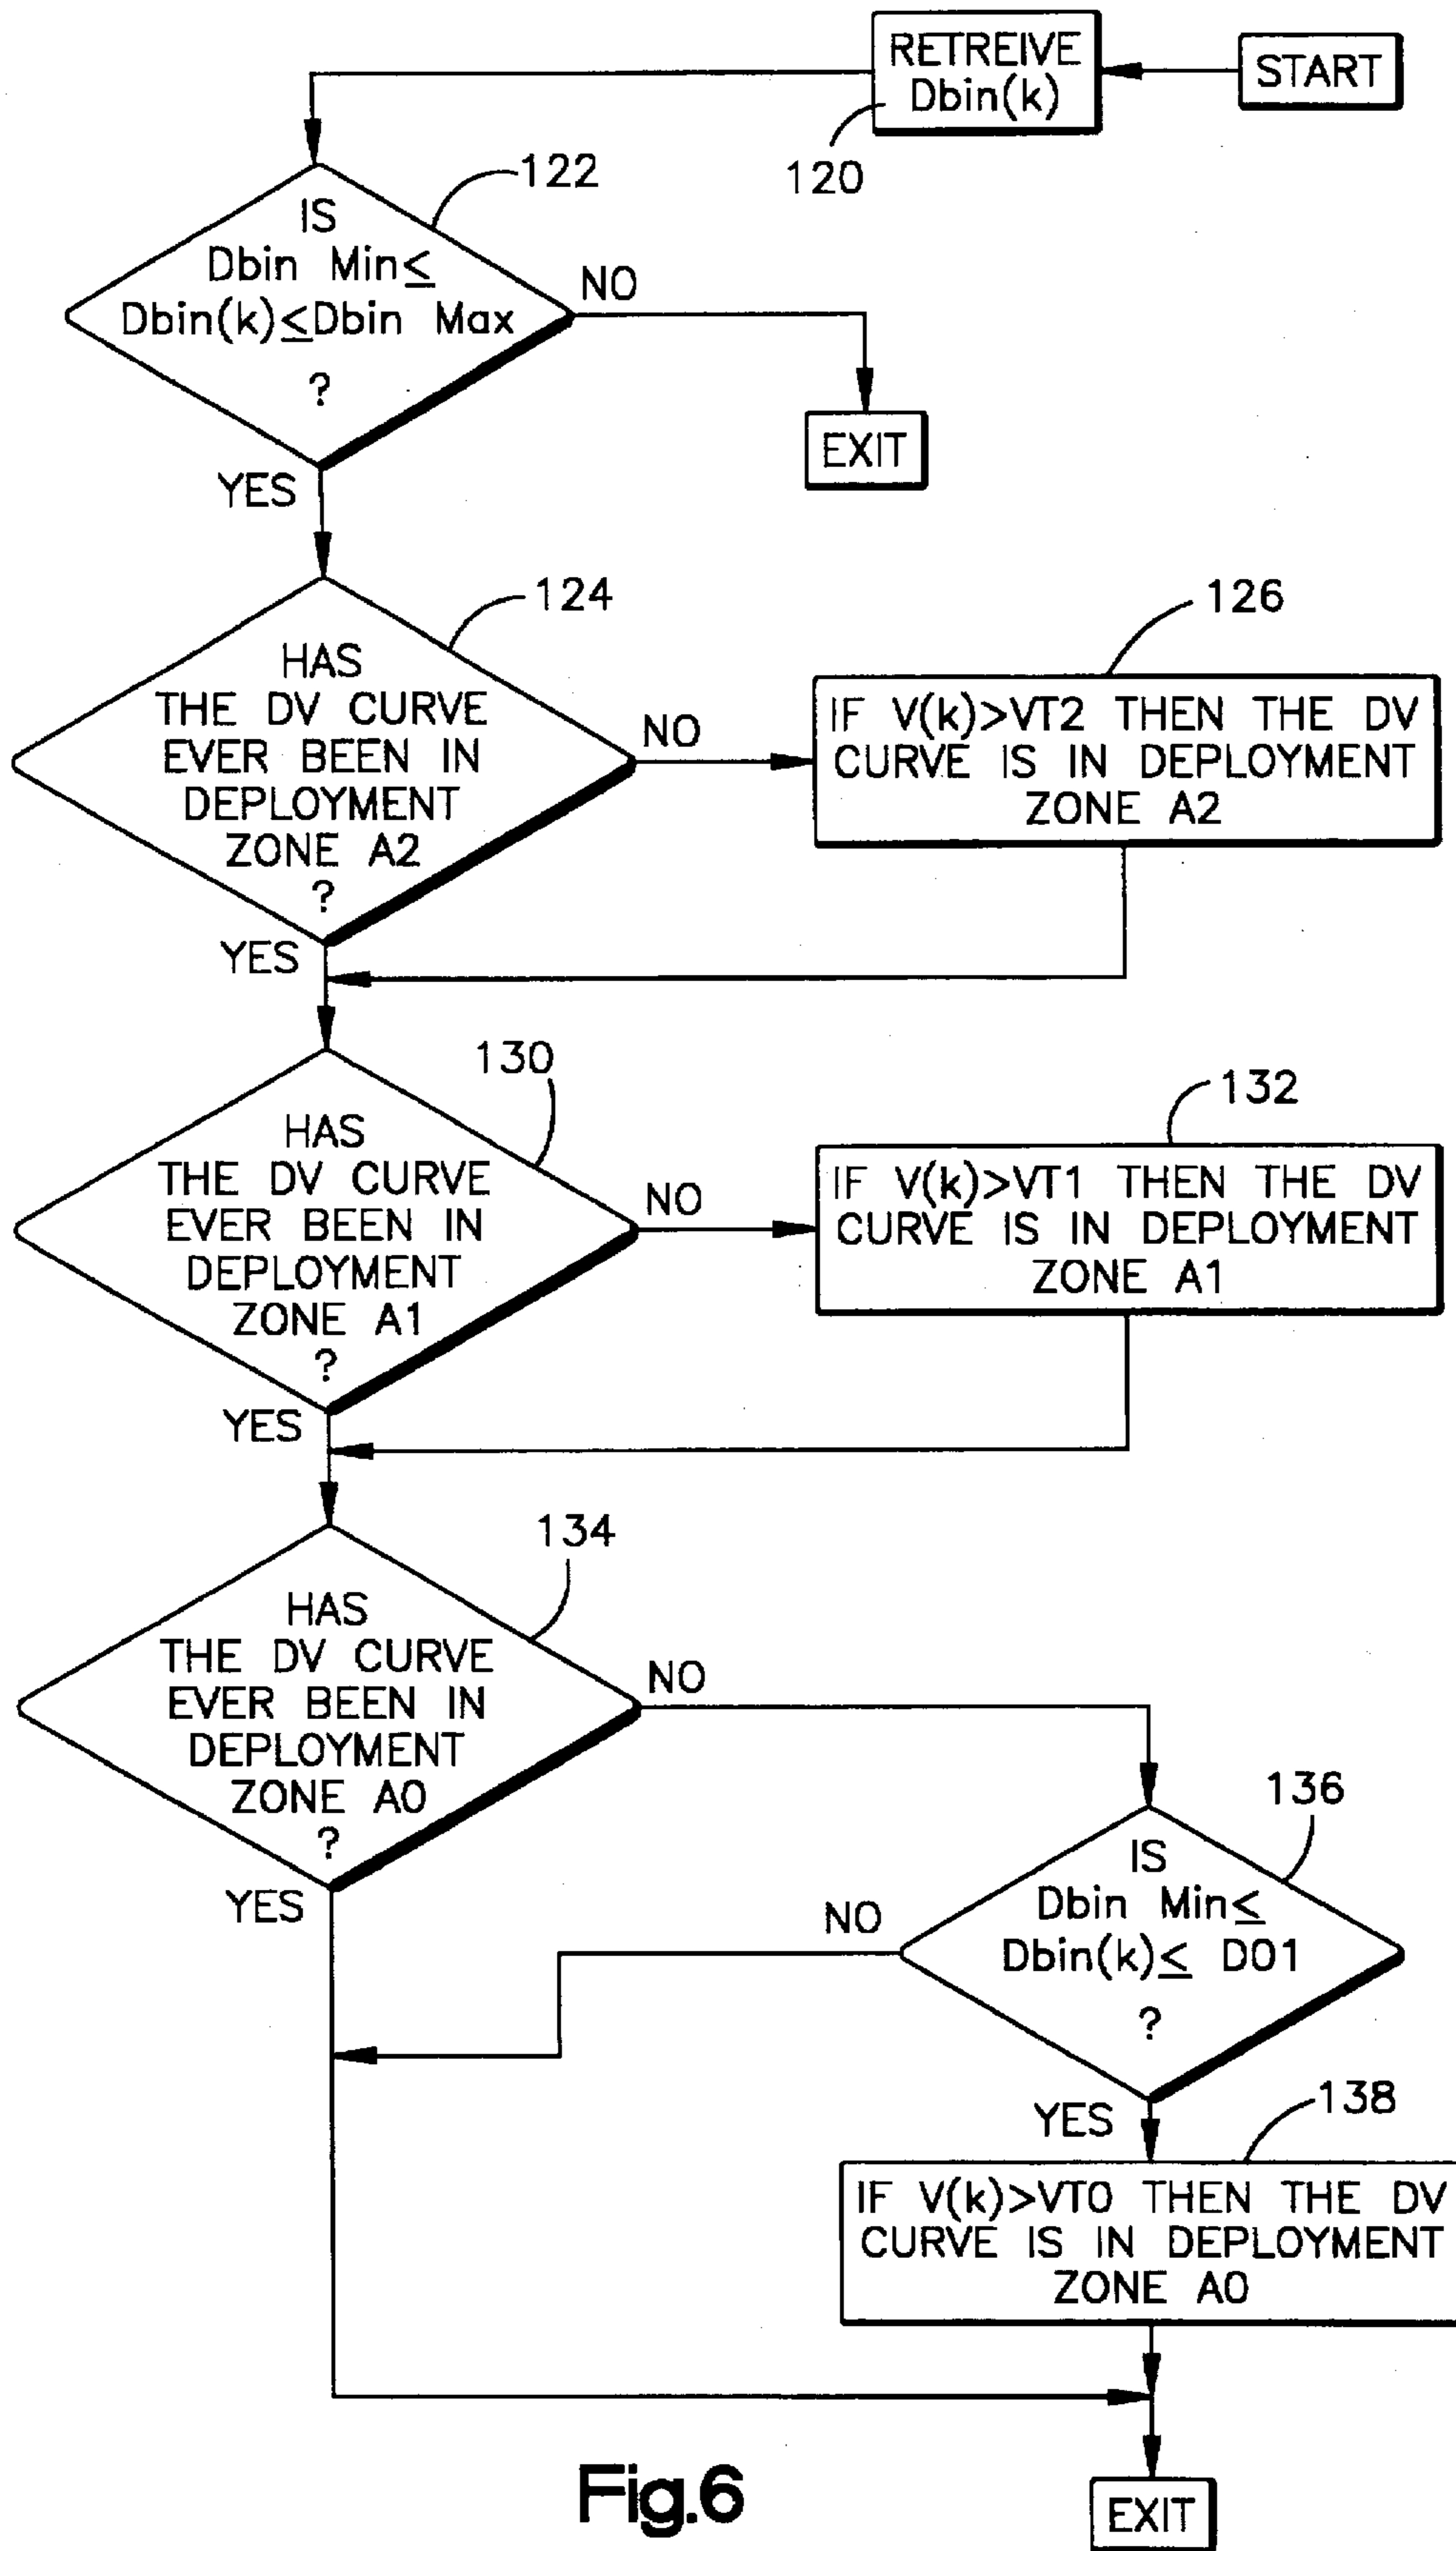 START
RETREIVE
Dbin(k)
120
122
IS
Dbin Min≤
Dbin(k)≤Dbin Max
?
NO
EXIT
YES
124
HAS
THE DV CURVE
EVER BEEN IN
DEPLOYMENT
ZONE A2
?
NO
126
IF V(k)>VT2 THEN THE DV
CURVE IS IN DEPLOYMENT
ZONE A2
YES
130
HAS
THE DV CURVE
EVER BEEN IN
DEPLOYMENT
ZONE A1
?
NO
132
IF V(k)>VT1 THEN THE DV
CURVE IS IN DEPLOYMENT
ZONE A1
YES
134
HAS
THE DV CURVE
EVER BEEN IN
DEPLOYMENT
ZONE A0
?
NO
YES
136
IS
Dbin Min≤
Dbin(k)≤ D01
?
NO
YES
138
IF V(k)>VT0 THEN THE DV
CURVE IS IN DEPLOYMENT
ZONE A0
EXIT
Fig.6